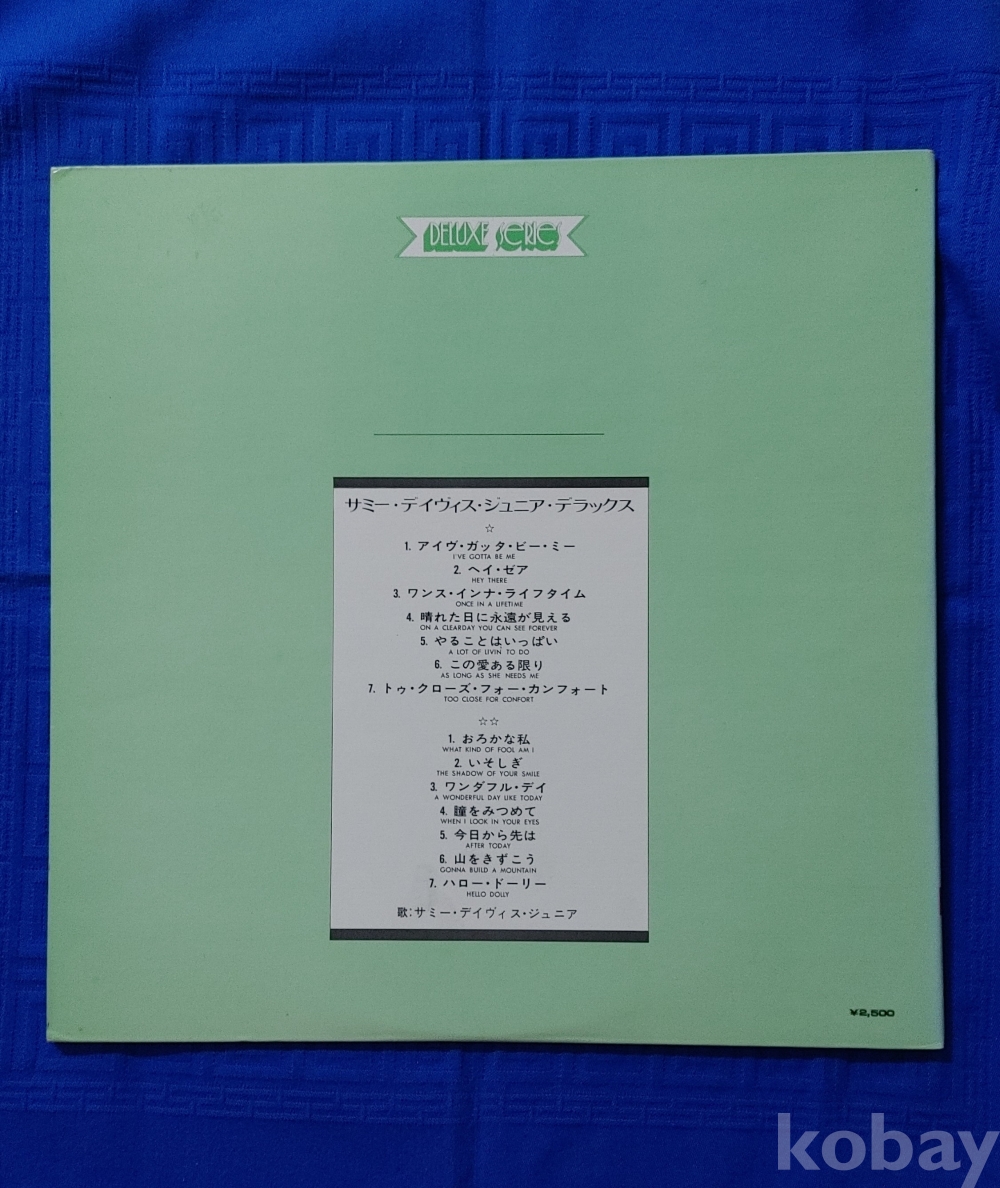 DELUXE SERIES
サミー・デイヴィス・ジュニア・デラックス
☆
1. アイヴ・ガッタ・ビー・ミー
I'VE GOTTA BE ME
2. ヘイ・ゼア
HEY THERE
3. ワンス・インナ・ライフタイム
ONCE IN A LIFETIME
4. 晴れた日に永遠が見える
ON A CLEARDAY YOU CAN SEE FOREVER
5. やることはいっぱい
A LOT OF LIVIN' TO DO
6. この愛ある限り
AS LONG AS SHE NEEDS ME
7. トゥ・クローズ・フォー・カンフォート
TOO CLOSE FOR CONFORT
☆☆
1. おろかな私
WHAT KIND OF FOOL AM I
2. いそしぎ
THE SHADOW OF YOUR SMILE
3. ワンダフル・デイ
A WONDERFUL DAY LIKE TODAY
4. 瞳をみつめて
WHEN I LOOK IN YOUR EYES
5. 今日から先は
AFTER TODAY
6. 山をきずこう
GONNA BUILD A MOUNTAIN
7. ハロー・ドーリー
HELLO DOLLY
歌:サミー・デイヴィス・ジュニア
¥2,500
kobay